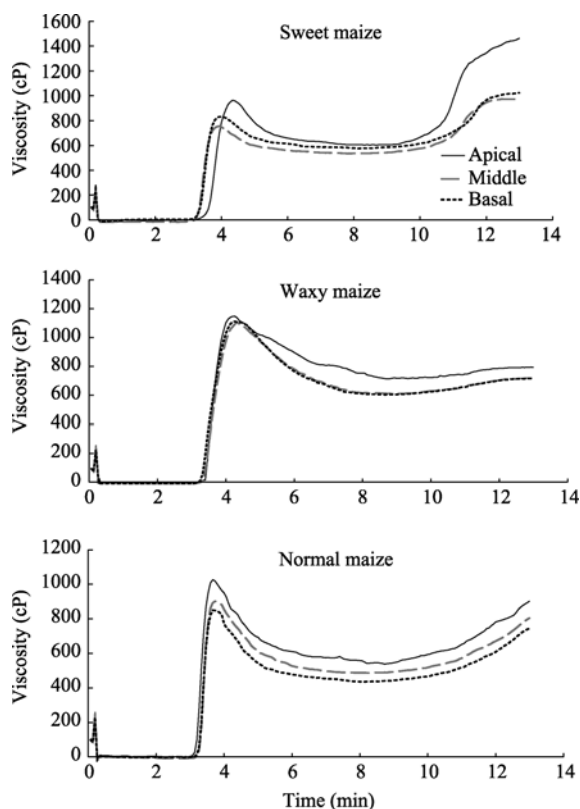 Sweet maize
Viscosity (cP)
1600
1400
1200
1000
800
600
400
200
0
Apical
Middle
Basal
0 2 4 6 8 10 12 14
Waxy maize
Viscosity (cP)
1400
1200
1000
800
600
400
200
0
0 2 4 6 8 10 12 14
Normal maize
Viscosity (cP)
1200
1000
800
600
400
200
0
0 2 4 6 8 10 12 14
Time (min)